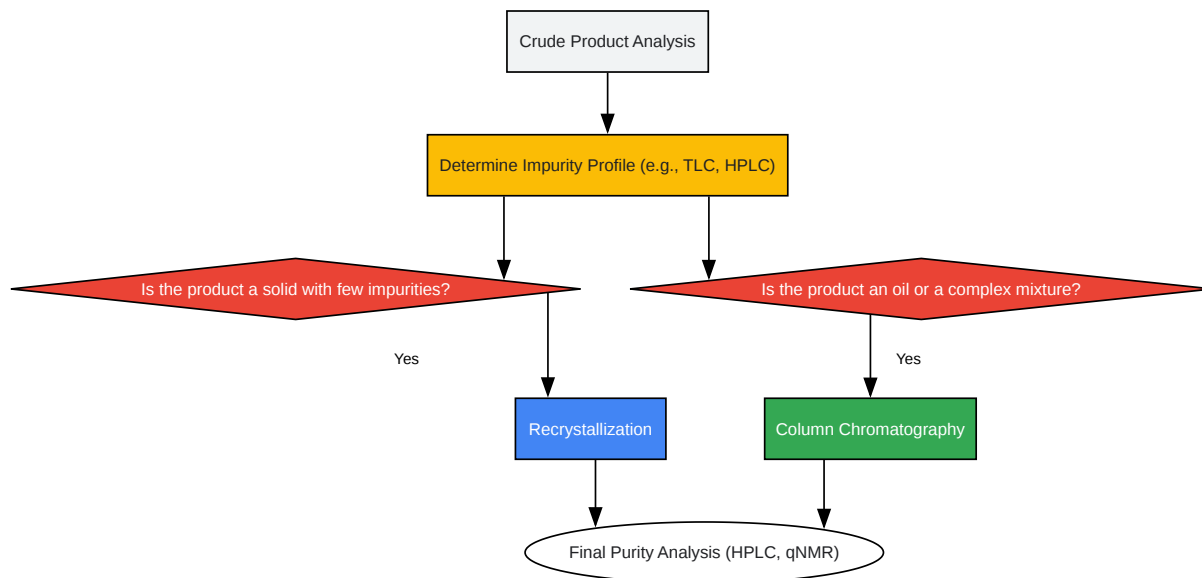 Crude Product Analysis
Determine Impurity Profile (e.g., TLC, HPLC)
Is the product a solid with few impurities?
Is the product an oil or a complex mixture?
Yes
Yes
Recrystallization
Column Chromatography
Final Purity Analysis (HPLC, qNMR)